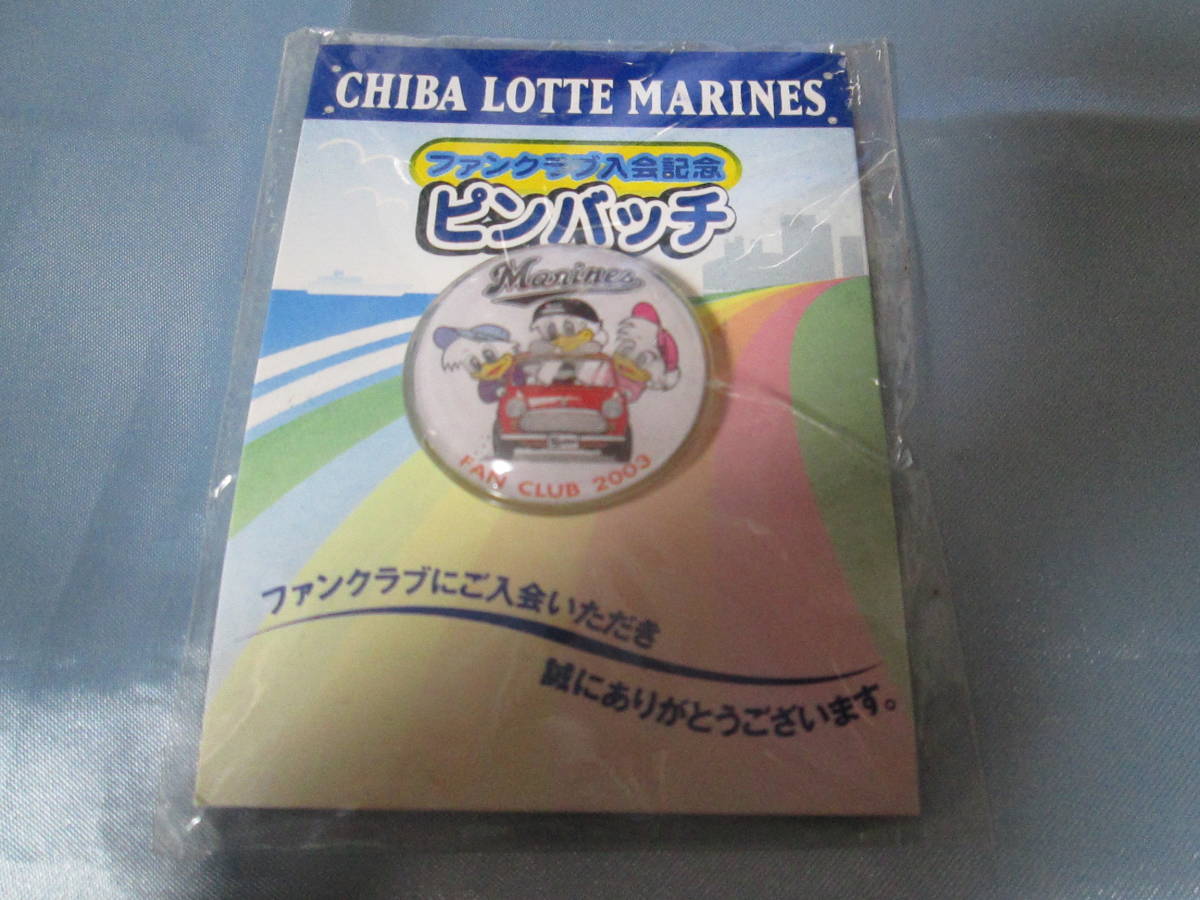 CHIBA LOTTE MARINES
ファンクラブ入会記念
ピンバッチ
Marines
FAN CLUB 2003
ファンクラブにご入会いただき
誠にありがとうございます。